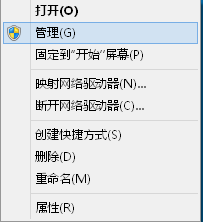 打开(O)
管理(G)
固定到"开始"屏幕(P)
映射网络驱动器(N)...
断开网络驱动器(C)...
创建快捷方式(S)
删除(D)
重命名(M)
属性(R)